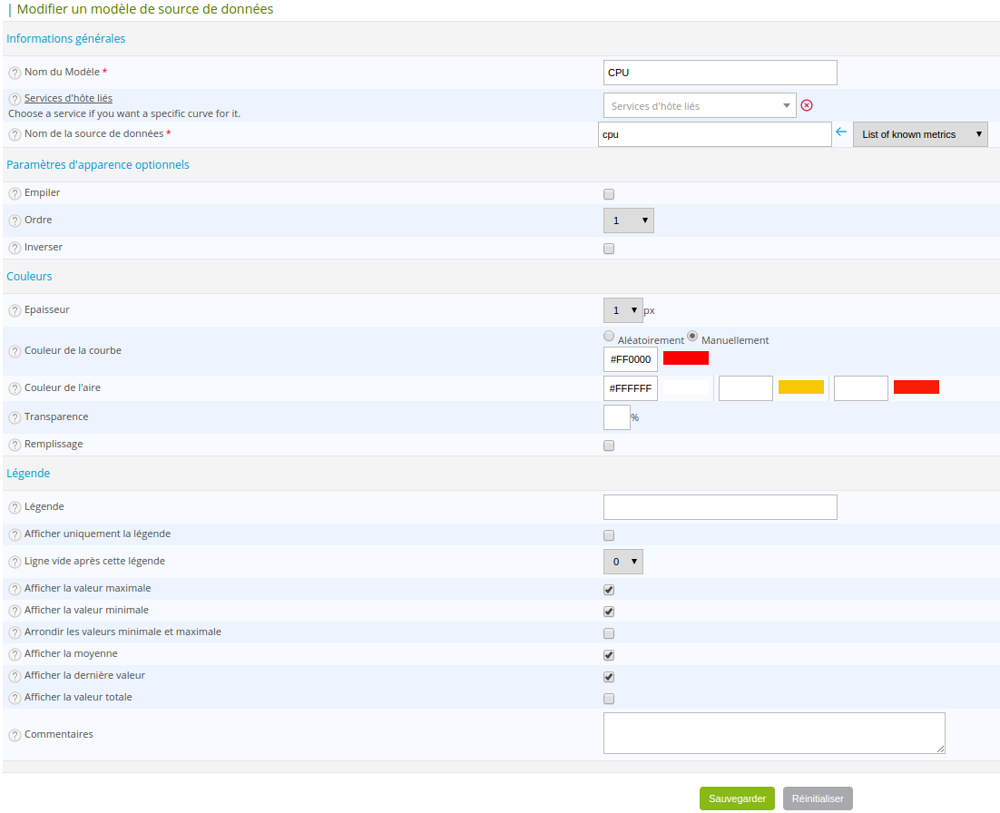 Modifier un modèle de source de données
Informations générales
? Nom du Modèle * CPU
? Services d'hôte liés Services d'hôte liés
Choose a service if you want a specific curve for it.
? Nom de la source de données * cpu List of known metrics
Paramètres d'apparence optionnels
? Empiler
? Ordre 1
? Inverser
Couleurs
? Epaisseur 1 px
? Couleur de la courbe Aléatoirement Manuellement
#FF0000
? Couleur de l'aire #FFFFFF
? Transparence %
? Remplissage
Légende
? Légende
? Afficher uniquement la légende
? Ligne vide après cette légende 0
? Afficher la valeur maximale
? Afficher la valeur minimale
? Arrondir les valeurs minimale et maximale
? Afficher la moyenne
? Afficher la dernière valeur
? Afficher la valeur totale
? Commentaires
Sauvegarder Réinitialiser